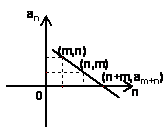 aₙ
(m,n)
(n,m)
(n+m,aₘ₊ₙ)
0
n